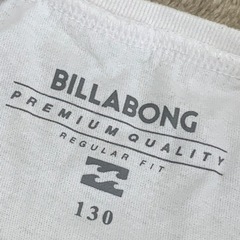 BILLABONG
PREMIUM QUALITY
REGULAR FIT
130